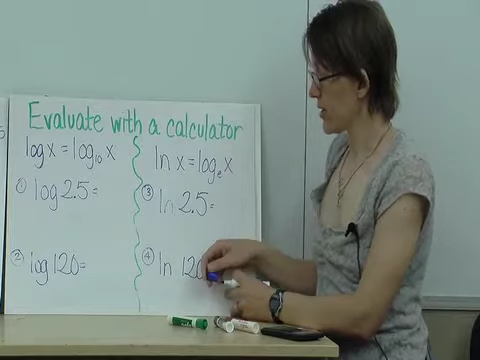 Evaluate with a calculator
log x = log₁₀ x
① log 2.5 =
② log 120 =
ln x = logₑ x
③ ln 2.5 =
④ ln 120